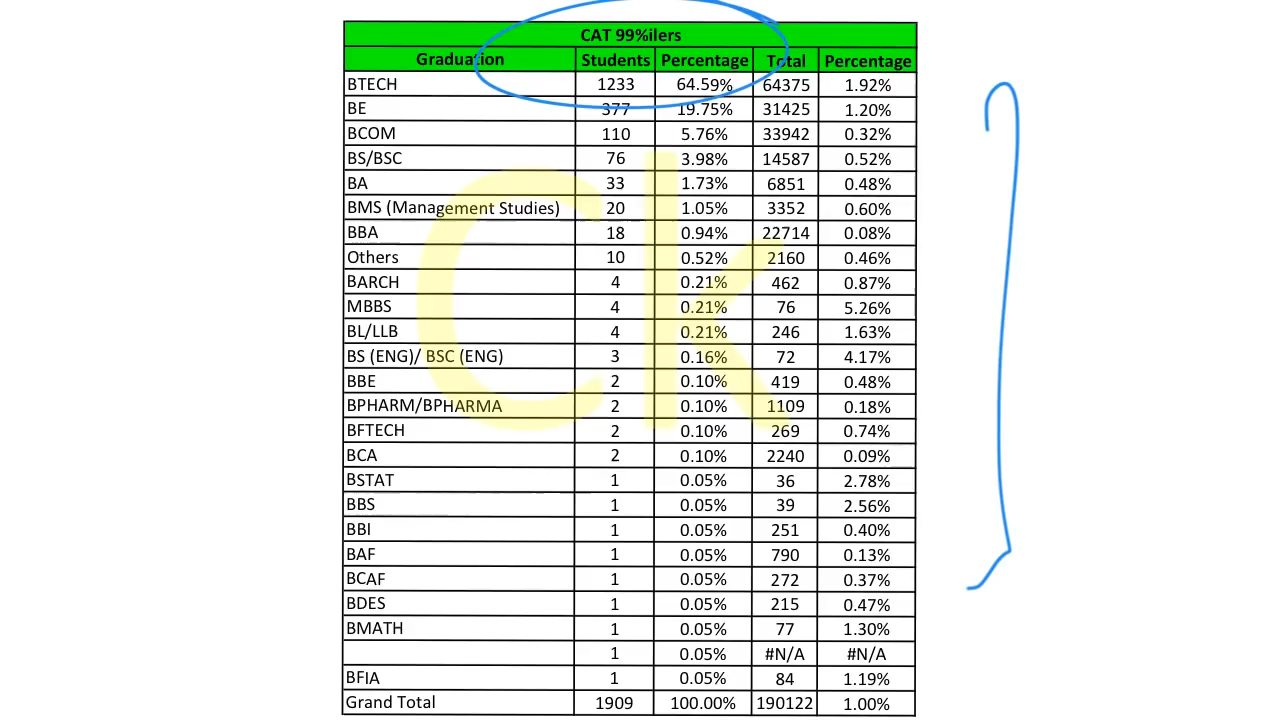 CAT 99%ilers
Graduation Students Percentage Total Percentage
BTECH 1233 64.59% 64375 1.92%
BE 377 19.75% 31425 1.20%
BCOM 110 5.76% 33942 0.32%
BS/BSC 76 3.98% 14587 0.52%
BA 33 1.73% 6851 0.48%
BMS (Management Studies) 20 1.05% 3352 0.60%
BBA 18 0.94% 22714 0.08%
Others 10 0.52% 2160 0.46%
BARCH 4 0.21% 462 0.87%
MBBS 4 0.21% 76 5.26%
BL/LLB 4 0.21% 246 1.63%
BS (ENG)/ BSC (ENG) 3 0.16% 72 4.17%
BBE 2 0.10% 419 0.48%
BPHARM/BPHARMA 2 0.10% 1109 0.18%
BFTECH 2 0.10% 269 0.74%
BCA 2 0.10% 2240 0.09%
BSTAT 1 0.05% 36 2.78%
BBS 1 0.05% 39 2.56%
BBI 1 0.05% 251 0.40%
BAF 1 0.05% 790 0.13%
BCAF 1 0.05% 272 0.37%
BDES 1 0.05% 215 0.47%
BMATH 1 0.05% 77 1.30%
1 0.05% #N/A #N/A
BFIA 1 0.05% 84 1.19%
Grand Total 1909 100.00% 190122 1.00%
Ck